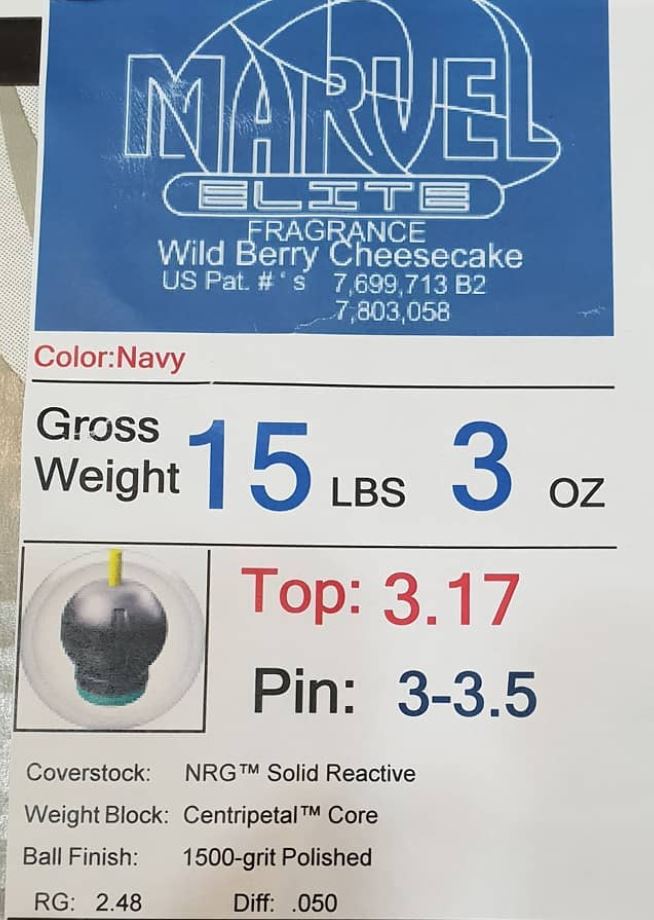 MARVEL
ELITE
FRAGRANCE
Wild Berry Cheesecake
US Pat. #'s 7,699,713 B2
7,803,058
Color:Navy
Gross Weight 15 LBS 3 OZ
Top: 3.17
Pin: 3-3.5
Coverstock: NRG™ Solid Reactive
Weight Block: Centripetal™ Core
Ball Finish: 1500-grit Polished
RG: 2.48 Diff: .050